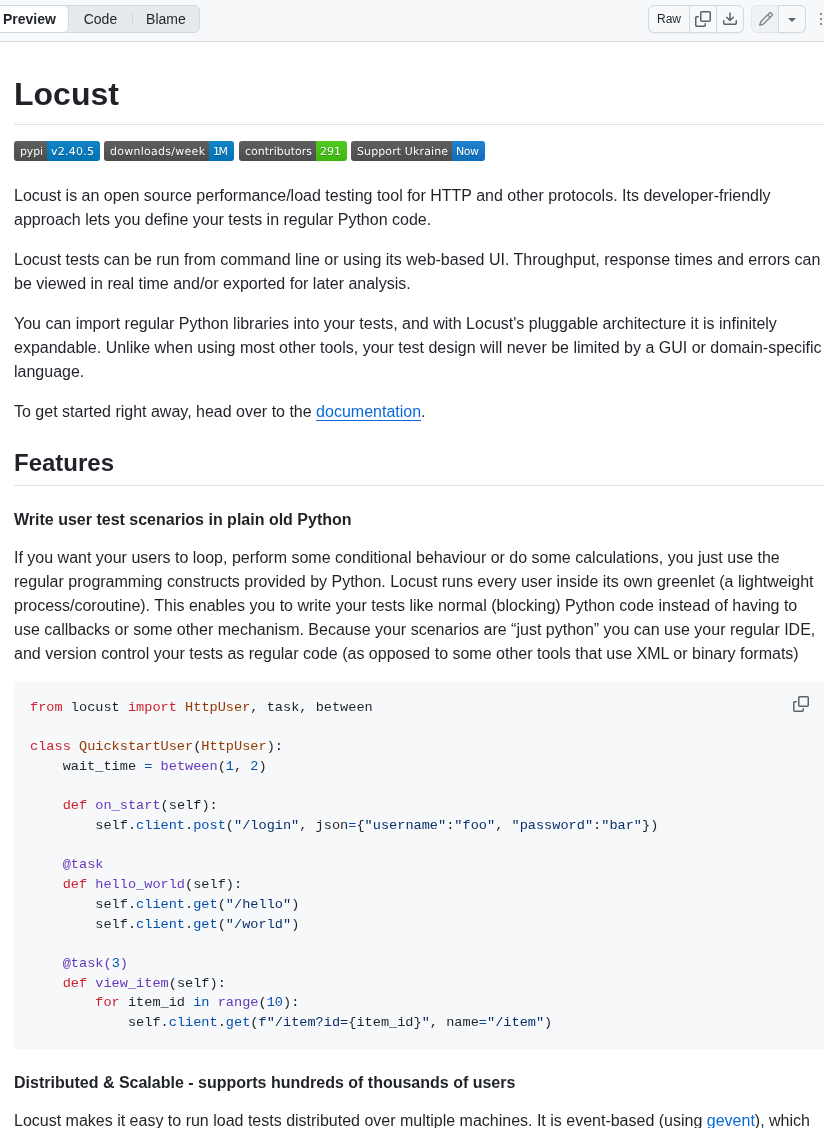 Preview Code Blame Raw
Locust
pypi v2.40.5 downloads/week 1M contributors 291 Support Ukraine Now
Locust is an open source performance/load testing tool for HTTP and other protocols. Its developer-friendly
approach lets you define your tests in regular Python code.
Locust tests can be run from command line or using its web-based UI. Throughput, response times and errors can
be viewed in real time and/or exported for later analysis.
You can import regular Python libraries into your tests, and with Locust's pluggable architecture it is infinitely
expandable. Unlike when using most other tools, your test design will never be limited by a GUI or domain-specific
language.
To get started right away, head over to the documentation.
Features
Write user test scenarios in plain old Python
If you want your users to loop, perform some conditional behaviour or do some calculations, you just use the
regular programming constructs provided by Python. Locust runs every user inside its own greenlet (a lightweight
process/coroutine). This enables you to write your tests like normal (blocking) Python code instead of having to
use callbacks or some other mechanism. Because your scenarios are “just python” you can use your regular IDE,
and version control your tests as regular code (as opposed to some other tools that use XML or binary formats)
from locust import HttpUser, task, between
class QuickstartUser(HttpUser):
    wait_time = between(1, 2)
    def on_start(self):
        self.client.post("/login", json={"username":"foo", "password":"bar"})
    @task
    def hello_world(self):
        self.client.get("/hello")
        self.client.get("/world")
    @task(3)
    def view_item(self):
        for item_id in range(10):
            self.client.get(f"/item?id={item_id}", name="/item")
Distributed & Scalable - supports hundreds of thousands of users
Locust makes it easy to run load tests distributed over multiple machines. It is event-based (using gevent), which